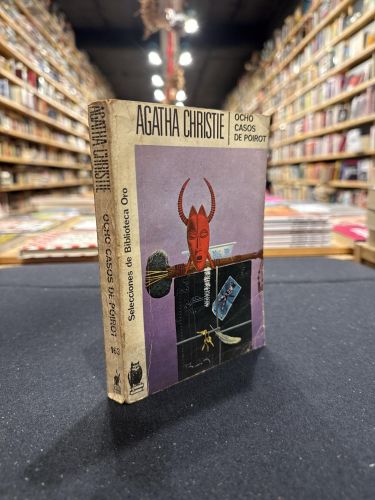 AGATHA CHRISTIE
OCHO
CASOS
DE POIROT
Selecciones de Biblioteca Oro
AGATHA CHRISTIE
OCHO CASOS DE POIROT
163